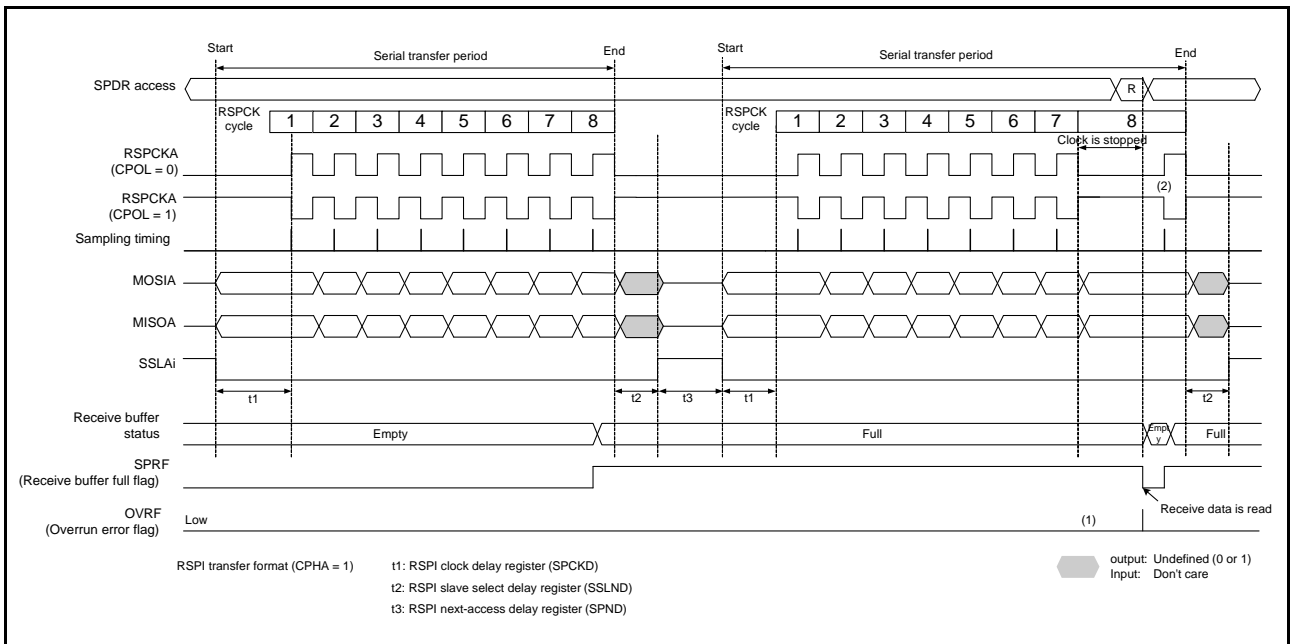 Start
Serial transfer period
End
Start
Serial transfer period
End
SPDR access
R
RSPCK
cycle
1 2 3 4 5 6 7 8
RSPCK
cycle
1 2 3 4 5 6 7 8
Clock is stopped
RSPCKA
(CPOL = 0)
(2)
RSPCKA
(CPOL = 1)
Sampling timing
MOSIA
MISOA
SSLAi
t1
t2
t3
t1
t2
Receive buffer
status
Empty
Full
Empt
y
Full
SPRF
(Receive buffer full flag)
Receive data is read
OVRF
(Overrun error flag)
Low
(1)
RSPI transfer format (CPHA = 1)
t1: RSPI clock delay register (SPCKD)
t2: RSPI slave select delay register (SSLND)
t3: RSPI next-access delay register (SPND)
output: Undefined (0 or 1)
Input: Don't care